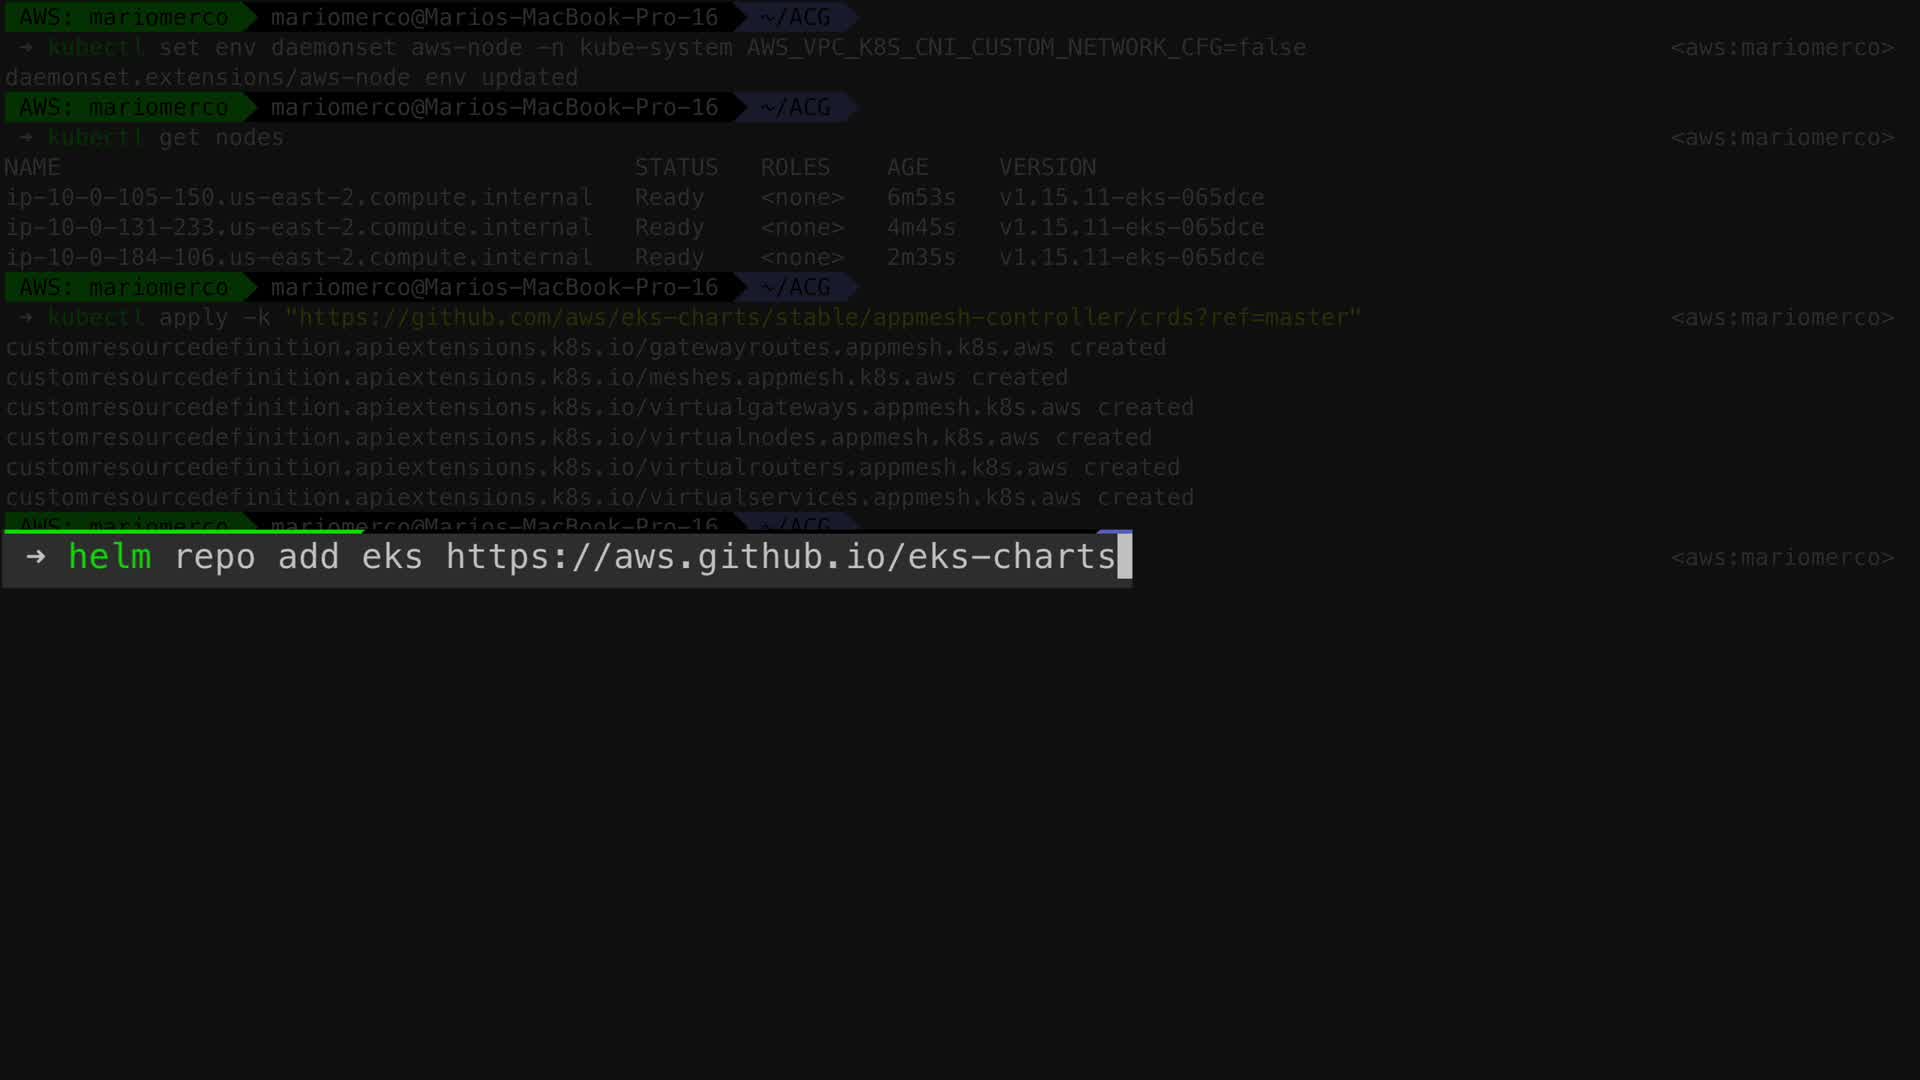 AWS: mariomerco mariomerco@Marios-MacBook-Pro-16 ~/ACG
→ kubectl set env daemonset aws-node -n kube-system AWS_VPC_K8S_CNI_CUSTOM_NETWORK_CFG=false <aws:mariomerco>
daemonset.extensions/aws-node env updated
AWS: mariomerco mariomerco@Marios-MacBook-Pro-16 ~/ACG
→ kubectl get nodes <aws:mariomerco>
NAME STATUS ROLES AGE VERSION
ip-10-0-105-150.us-east-2.compute.internal Ready <none> 6m53s v1.15.11-eks-065dce
ip-10-0-131-233.us-east-2.compute.internal Ready <none> 4m45s v1.15.11-eks-065dce
ip-10-0-184-106.us-east-2.compute.internal Ready <none> 2m35s v1.15.11-eks-065dce
AWS: mariomerco mariomerco@Marios-MacBook-Pro-16 ~/ACG
→ kubectl apply -k "https://github.com/aws/eks-charts/stable/appmesh-controller/crds?ref=master" <aws:mariomerco>
customresourcedefinition.apiextensions.k8s.io/gatewayroutes.appmesh.k8s.aws created
customresourcedefinition.apiextensions.k8s.io/meshes.appmesh.k8s.aws created
customresourcedefinition.apiextensions.k8s.io/virtualgateways.appmesh.k8s.aws created
customresourcedefinition.apiextensions.k8s.io/virtualnodes.appmesh.k8s.aws created
customresourcedefinition.apiextensions.k8s.io/virtualrouters.appmesh.k8s.aws created
customresourcedefinition.apiextensions.k8s.io/virtualservices.appmesh.k8s.aws created
AWS: mariomerco mariomerco@Marios-MacBook-Pro-16 ~/ACG
→ helm repo add eks https://aws.github.io/eks-charts <aws:mariomerco>